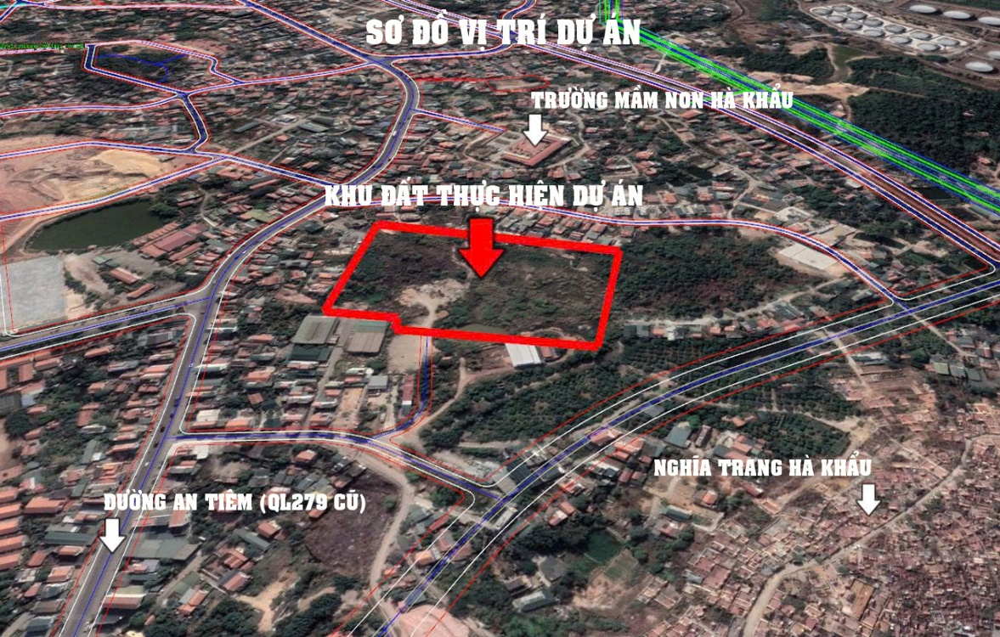 SƠ ĐỒ VỊ TRÍ DỰ ÁN
TRƯỜNG MẦM NON HÀ KHẨU
KHU ĐẤT THỰC HIỆN DỰ ÁN
NGHĨA TRANG HÀ KHẨU
ĐƯỜNG AN TIÊM (QL279 CŨ)